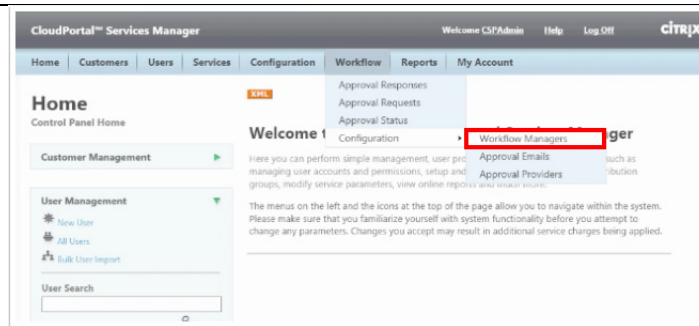 CloudPortal™ Services Manager
Welcome CSPAdmin Help Log Off
CİTRIX
Home Customers Users Services Configuration Workflow Reports My Account
Home
Control Panel Home
Customer Management
User Management
New User
All Users
Bulk User Import
User Search
XML
Approval Responses
Approval Requests
Approval Status
Configuration
Workflow Managers
Approval Emails
Approval Providers
Welcome t ger
Here you can perform simple management, user pro such as
managing user accounts and permissions, setup and ribution
groups, modify service parameters, view online reports and much more.
The menus on the left and the icons at the top of the page allow you to navigate within the system.
Please make sure that you familiarize yourself with system functionality before you attempt to
change any parameters. Changes you accept may result in additional service charges being applied.